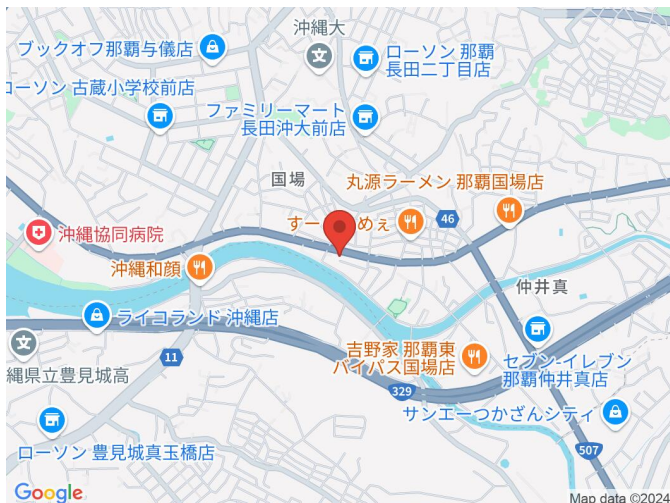 沖縄大
ブックオフ那覇与儀店
ローソン 那覇
長田二丁目店
ローソン 古蔵小学校前店
ファミリーマート
長田沖大前店
国場
丸源ラーメン 那覇国場店
すー
めぇ
46
沖縄協同病院
沖縄和顔
仲井真
ライコランド 沖縄店
11
縄県立豊見城高
吉野家 那覇東
バイパス国場店
セブン-イレブン
那覇仲井真店
329
サンエーつかざんシティ
ローソン 豊見城真玉橋店
507
Google
Map data ©2024